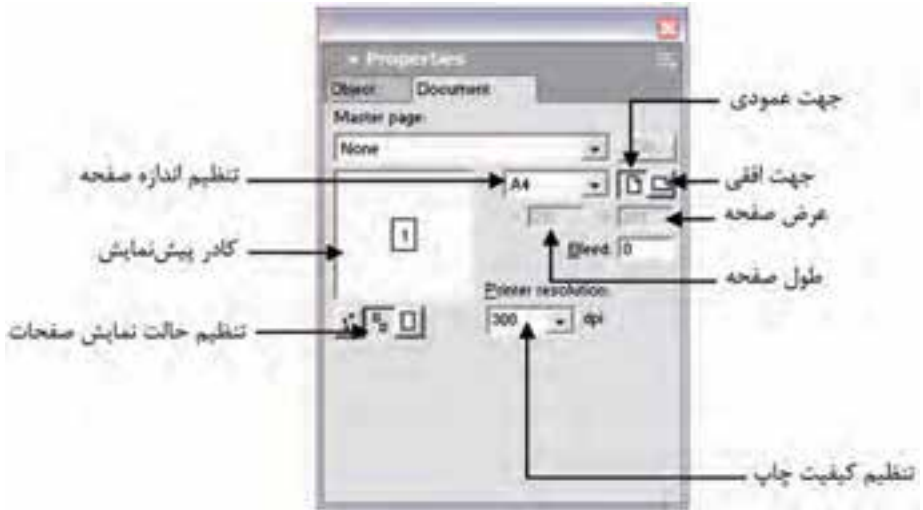 Properties
Object Document
Master page:
None
A4
1
Bleed: 0
Printer resolution:
300 dpi
جهت عمودی
جهت افقی
عرض صفحه
طول صفحه
تنظیم کیفیت چاپ
تنظیم اندازه صفحه
کادر پیش‌نمایش
تنظیم حالت نمایش صفحات